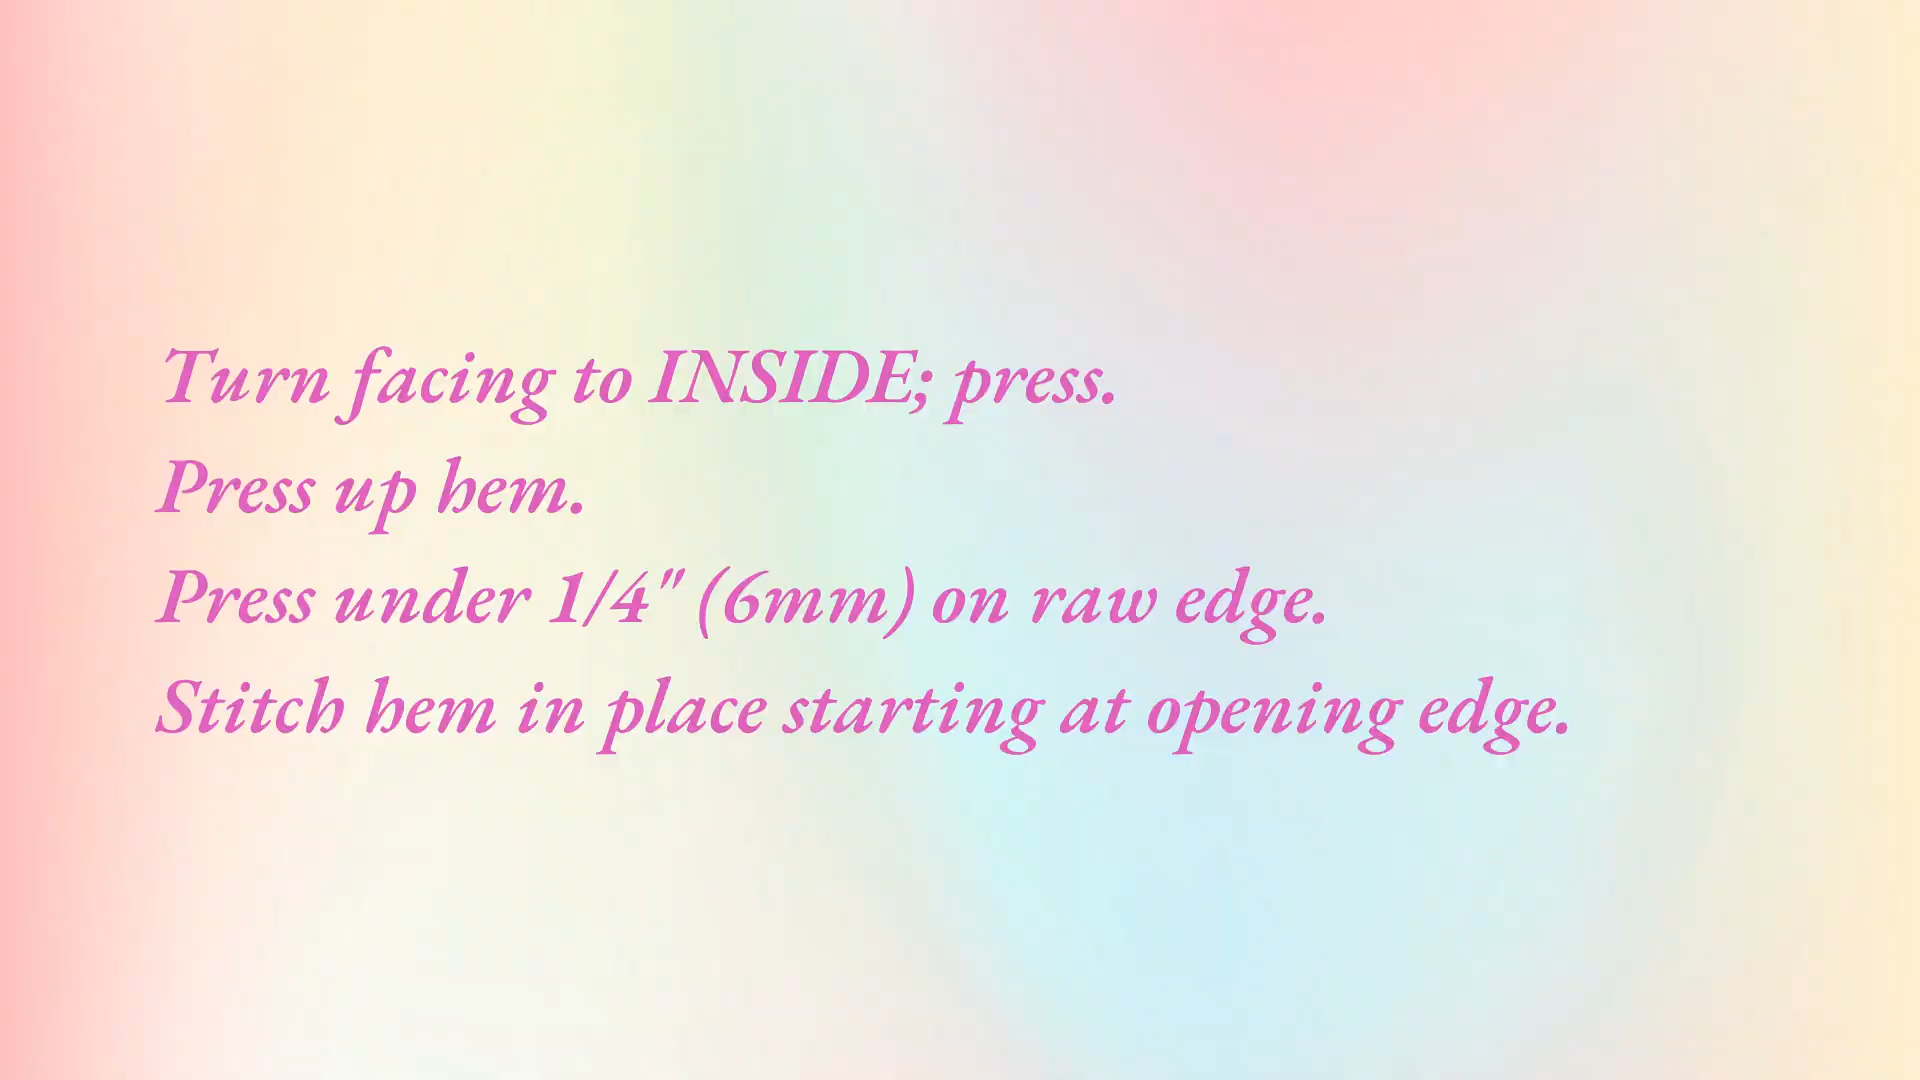 Turn facing to INSIDE; press.
Press up hem.
Press under 1/4" (6mm) on raw edge.
Stitch hem in place starting at opening edge.